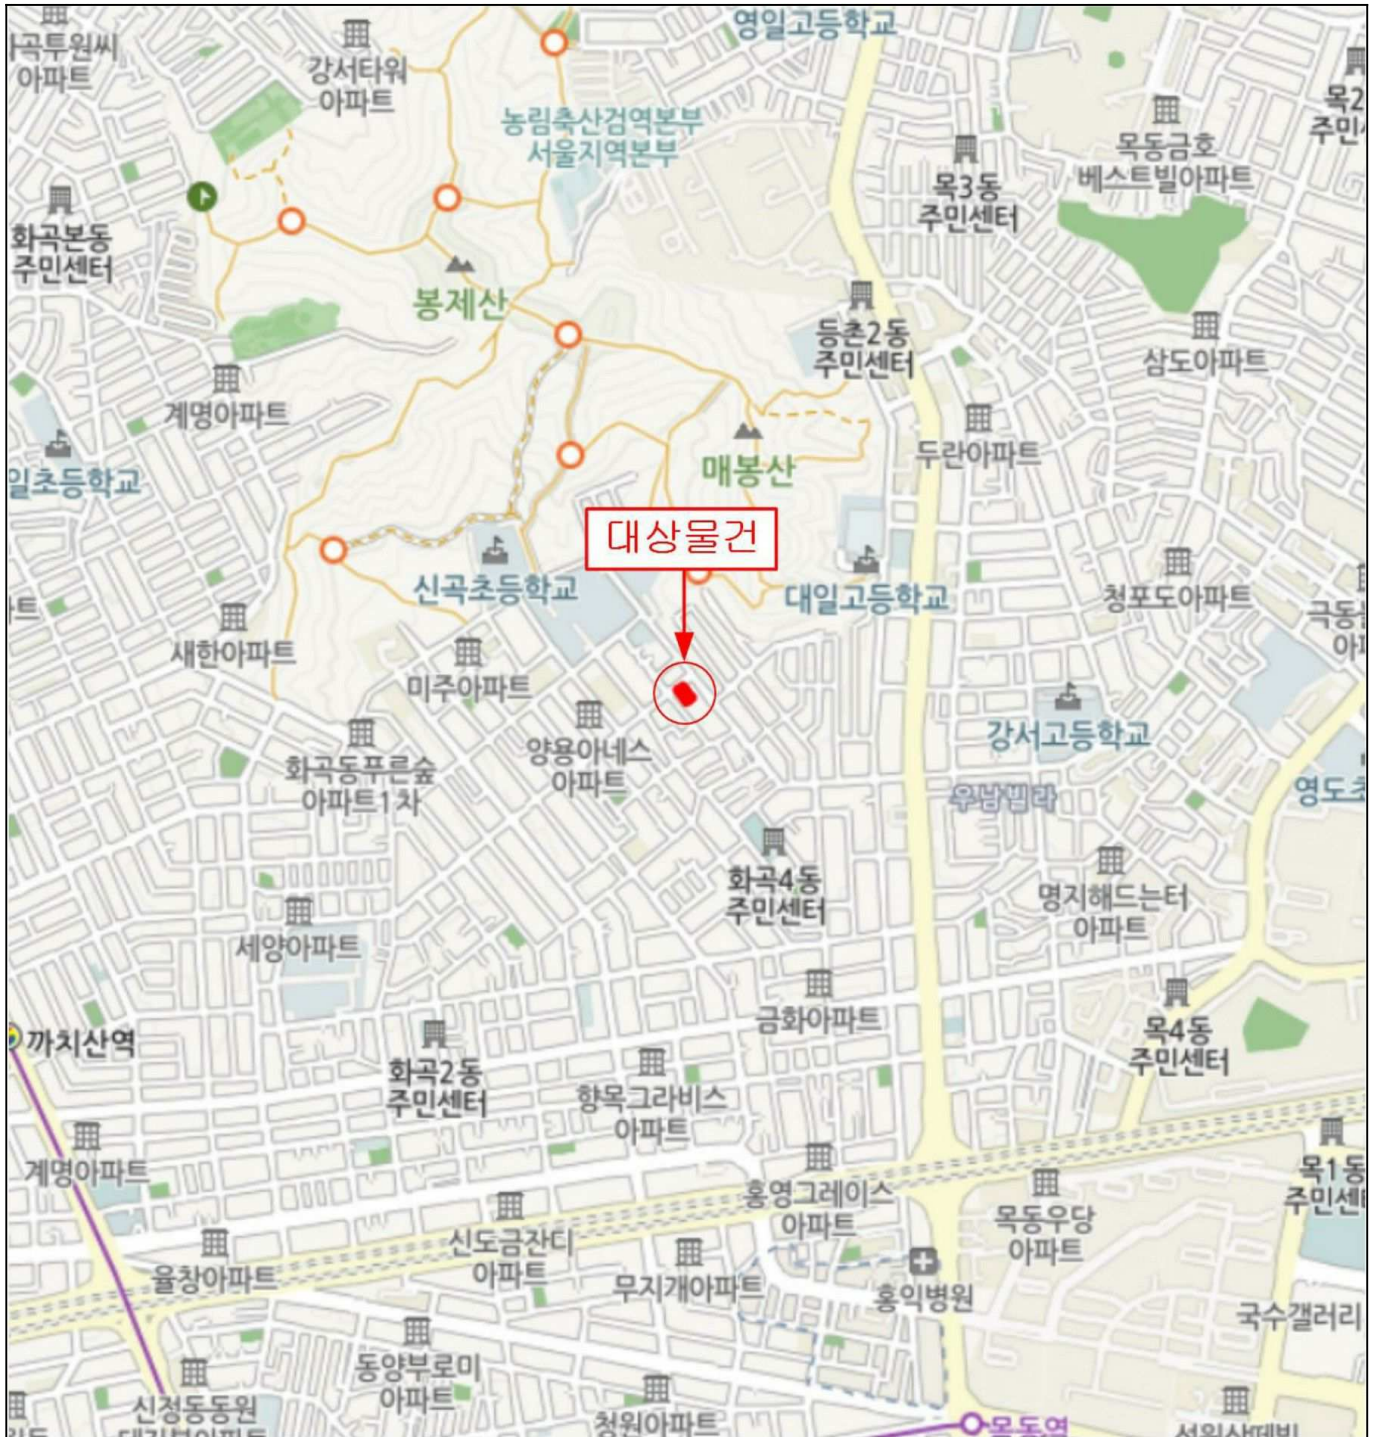 영일고등학교
아파트
강서타워
아파트
농림축산검역본부
서울지역본부
목동금호
베스트빌아파트
목3동
주민센터
화곡본동
주민센터
봉제산
등촌2동
주민센터
삼도아파트
계명아파트
두란아파트
매봉산
대상물건
신곡초등학교
대일고등학교
청포도아파트
새한아파트
미주아파트
강서고등학교
양용아네스
아파트
화곡동푸른숲
아파트1차
우남빌라
화곡4동
주민센터
명지해드는터
아파트
세양아파트
금화아파트
까치산역
목4동
주민센터
화곡2동
주민센터
향목그라비스
아파트
계명아파트
목1동
홍영그레이스
아파트
목동우당
아파트
신도금잔디
아파트
율창아파트
무지개아파트
홍익병원
국수갤러리
동양부로미
아파트
신정동동원
청원아파트
목동역